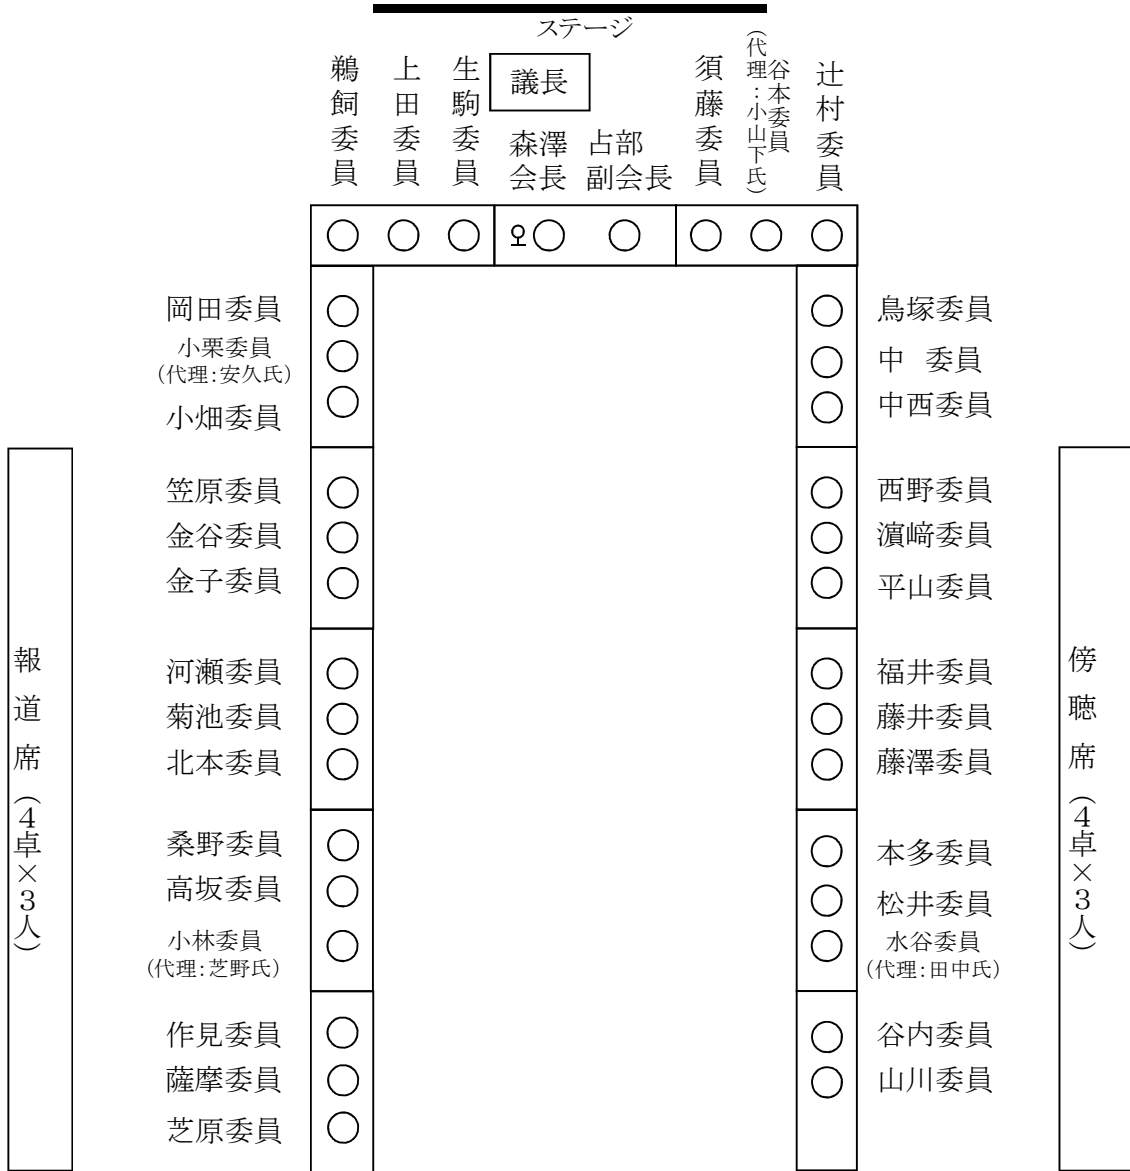 ステージ
議長
鵜飼委員
上田委員
生駒委員
森澤
会長
占部
副会長
須藤委員
谷本委員
（代理：小山下氏）
辻村委員
岡田委員
小栗委員
（代理：安久氏）
小畑委員
笠原委員
金谷委員
金子委員
河瀬委員
菊池委員
北本委員
桑野委員
高坂委員
小林委員
（代理：芝野氏）
作見委員
薩摩委員
芝原委員
鳥塚委員
中　委員
中西委員
西野委員
濵﨑委員
平山委員
福井委員
藤井委員
藤澤委員
本多委員
松井委員
水谷委員
（代理：田中氏）
谷内委員
山川委員
報道席（４卓×３人）
傍聴席（４卓×３人）